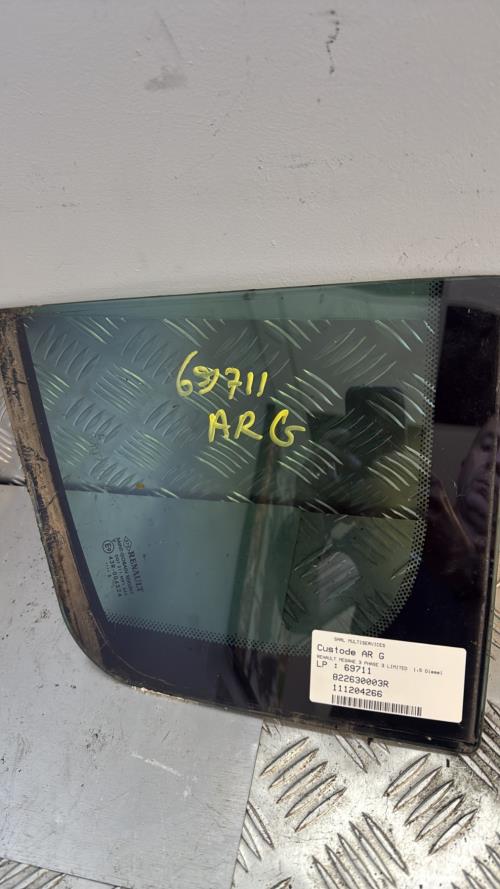 69711
AR G
RENAULT
SARL MULTISERVICES
Custode AR G
RENAULT MEGANE 3 PHASE 3 LIMITED 1.5 Diesel
LP : 69711
822630003R
111204266